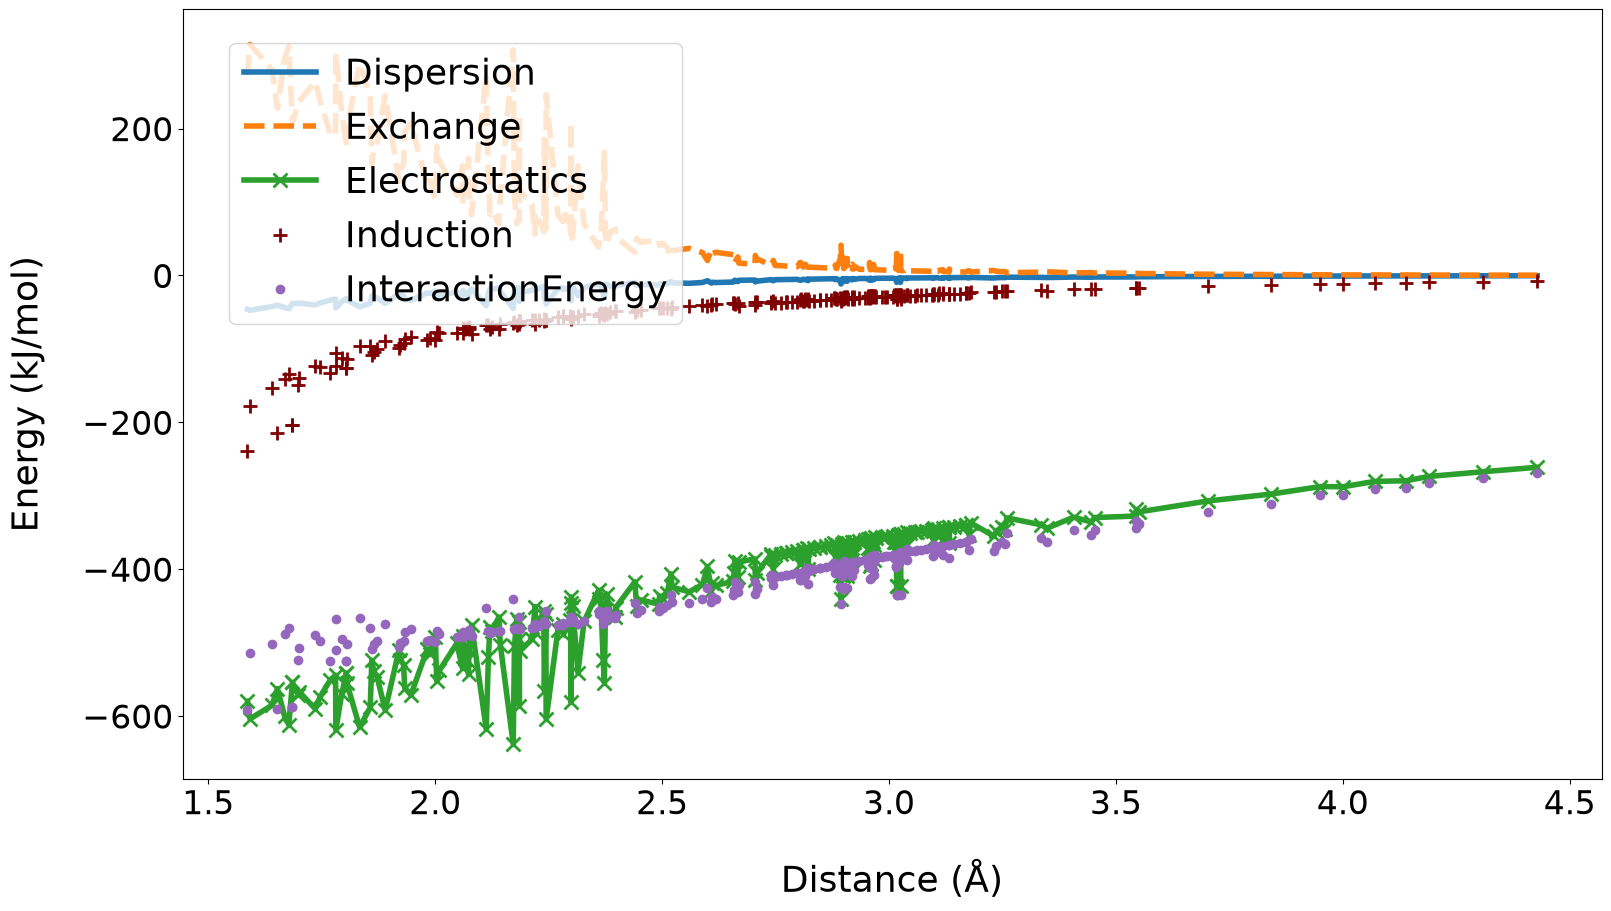 Dispersion
Exchange
Electrostatics
Induction
InteractionEnergy
200
0
−200
−400
−600
Energy (kJ/mol)
1.5 2.0 2.5 3.0 3.5 4.0 4.5
Distance (Å)